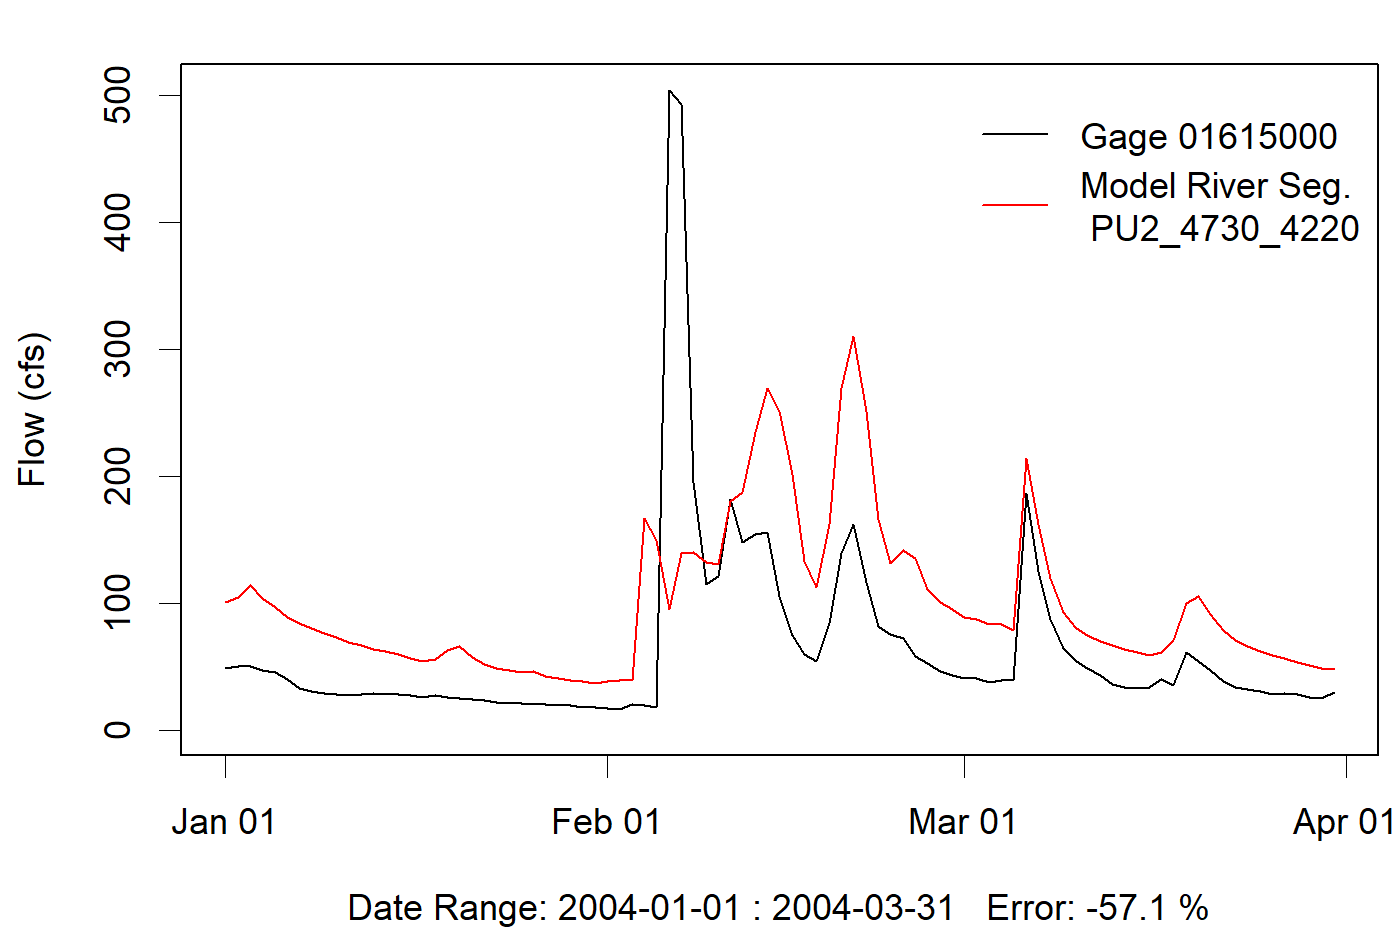 Gage 01615000
Model River Seg.
PU2_4730_4220
Flow (cfs)
500
400
300
200
100
0
Jan 01
Feb 01
Mar 01
Apr 01
Date Range: 2004-01-01 : 2004-03-31 Error: -57.1 %